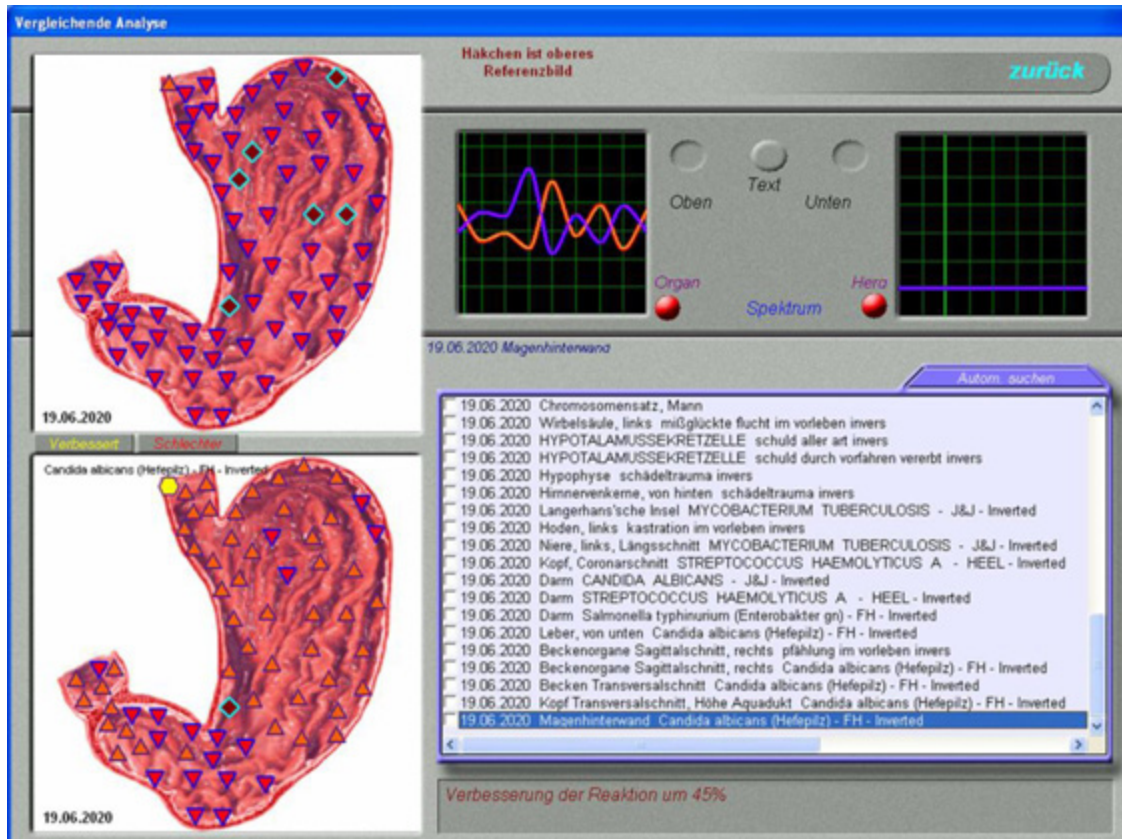 Vergleichende Analyse
Häkchen ist oberes
Referenzbild
zurück
Oben
Text
Unten
Organ
Spektrum
Hera
19.06.2020 Magenhinterwand
19.06.2020
Verbessert
Schlechter
Autom. suchen
19.06.2020 Chromosomensatz, Mann
19.06.2020 Wirbelsäule, links mißglückte flucht im vorleben invers
19.06.2020 HYPOTALAMUSSEKRETZELLE schuld aller art invers
19.06.2020 HYPOTALAMUSSEKRETZELLE schuld durch vorfahren vererbt invers
19.06.2020 Hypophyse schädeltrauma invers
19.06.2020 Hirnnervenkerne, von hinten schädeltrauma invers
19.06.2020 Langerhans'sche Insel MYCOBACTERIUM TUBERCULOSIS - J&J - Inverted
19.06.2020 Hoden, links kastration im vorleben invers
19.06.2020 Niere, links, Längsschnitt MYCOBACTERIUM TUBERCULOSIS - J&J - Inverted
19.06.2020 Kopf, Coronarschnitt STREPTOCOCCUS HAEMOLYTICUS A - HEEL - Inverted
19.06.2020 Darm CANDIDA ALBICANS - J&J - Inverted
19.06.2020 Darm STREPTOCOCCUS HAEMOLYTICUS A - HEEL - Inverted
19.06.2020 Darm Salmonella typhinurium (Enterobakter gn) - FH - Inverted
19.06.2020 Leber, von unten Candida albicans (Hefepilz) - FH - Inverted
19.06.2020 Beckenorgane Sagittalschnitt, rechts pfählung im vorleben invers
19.06.2020 Beckenorgane Sagittalschnitt, rechts Candida albicans (Hefepilz) - FH - Inverted
19.06.2020 Becken Transversalschnitt Candida albicans (Hefepilz) - FH - Inverted
19.06.2020 Kopf Transversalschnitt, Höhe Aquadukt Candida albicans (Hefepilz) - FH - Inverted
19.06.2020 Magenhinterwand Candida albicans (Hefepilz) - FH - Inverted
Candida albicans (Hefepilz) - FH - Inverted
19.06.2020
Verbesserung der Reaktion um 45%